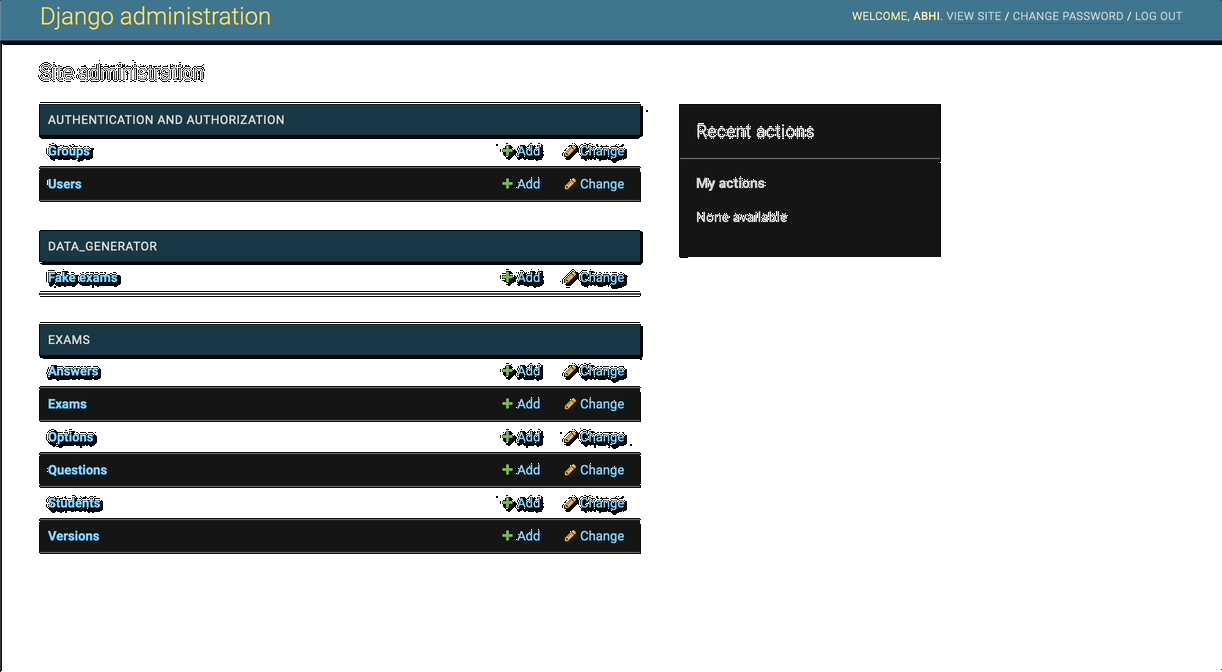 Django administration
WELCOME, ABHI. VIEW SITE / CHANGE PASSWORD / LOG OUT
Site administration
AUTHENTICATION AND AUTHORIZATION
Groups Add Change
Users Add Change
DATA_GENERATOR
Fake exams Add Change
EXAMS
Answers Add Change
Exams Add Change
Options Add Change
Questions Add Change
Students Add Change
Versions Add Change
Recent actions
My actions
None available